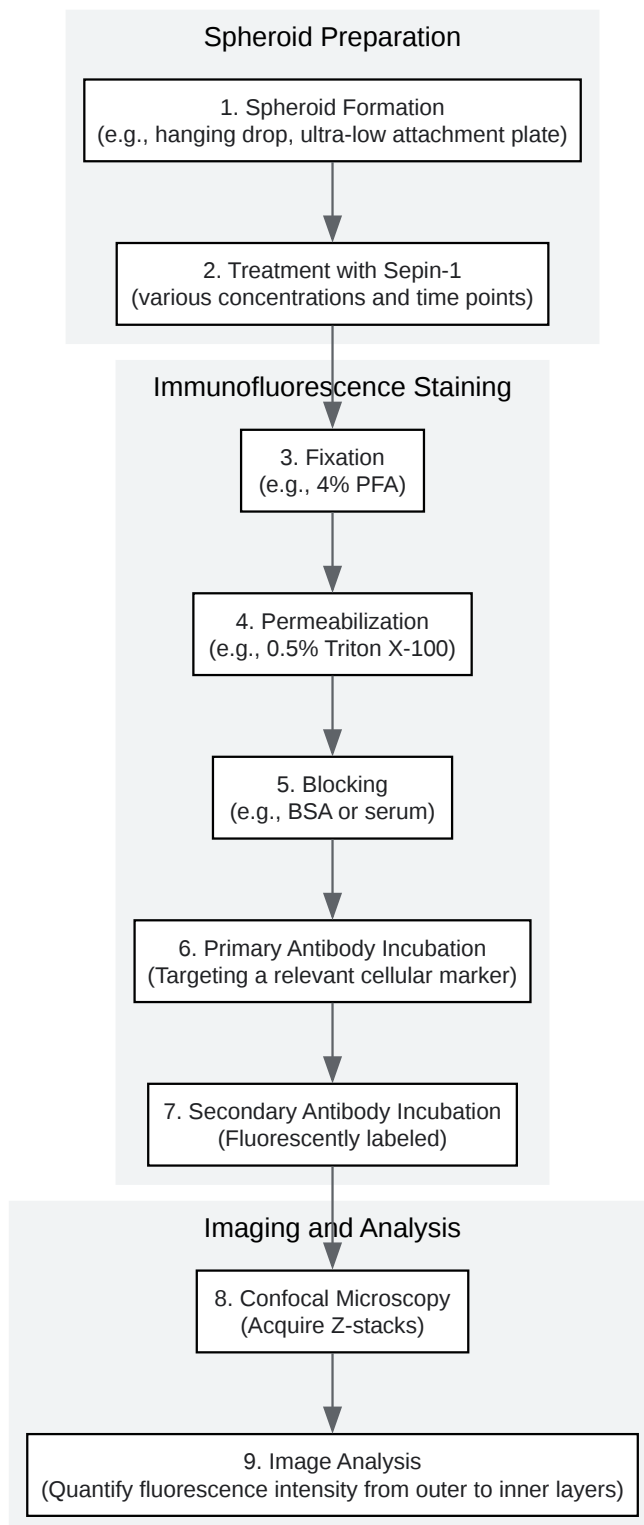 Spheroid Preparation
1. Spheroid Formation
(e.g., hanging drop, ultra-low attachment plate)
2. Treatment with Sepin-1
(various concentrations and time points)
Immunofluorescence Staining
3. Fixation
(e.g., 4% PFA)
4. Permeabilization
(e.g., 0.5% Triton X-100)
5. Blocking
(e.g., BSA or serum)
6. Primary Antibody Incubation
(Targeting a relevant cellular marker)
7. Secondary Antibody Incubation
(Fluorescently labeled)
Imaging and Analysis
8. Confocal Microscopy
(Acquire Z-stacks)
9. Image Analysis
(Quantify fluorescence intensity from outer to inner layers)